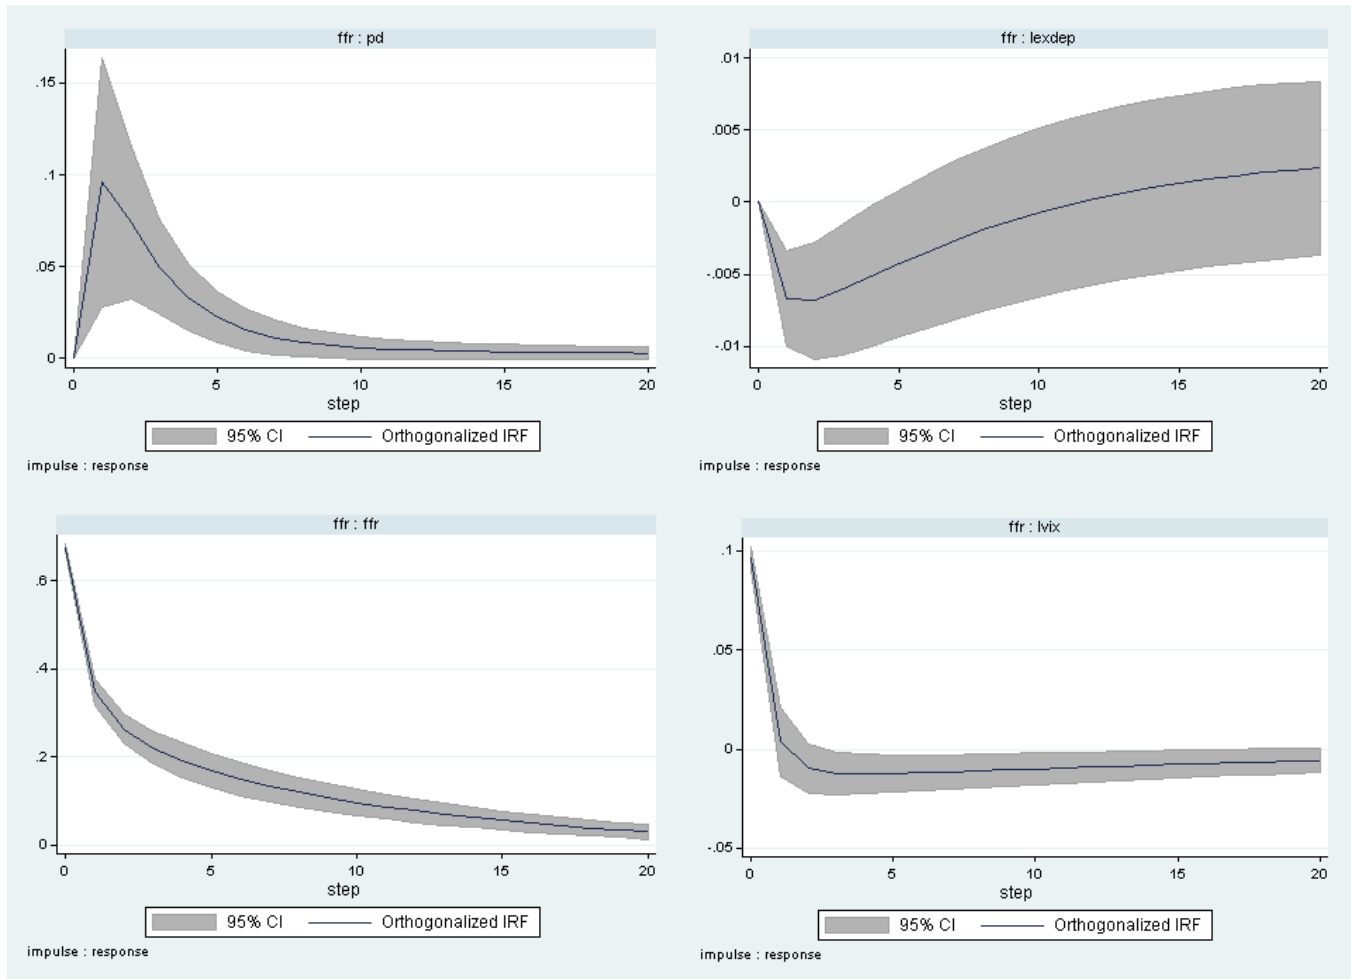 ffr : pd
.15
.1
.05
0
0 5 10 15 20
step
95% CI Orthogonalized IRF
impulse : response
ffr : lexdep
.01
.005
0
-.005
-.01
0 5 10 15 20
step
95% CI Orthogonalized IRF
impulse : response
ffr : ffr
.6
.4
.2
0
0 5 10 15 20
step
95% CI Orthogonalized IRF
impulse : response
ffr : lvix
.1
.05
0
-.05
0 5 10 15 20
step
95% CI Orthogonalized IRF
impulse : response